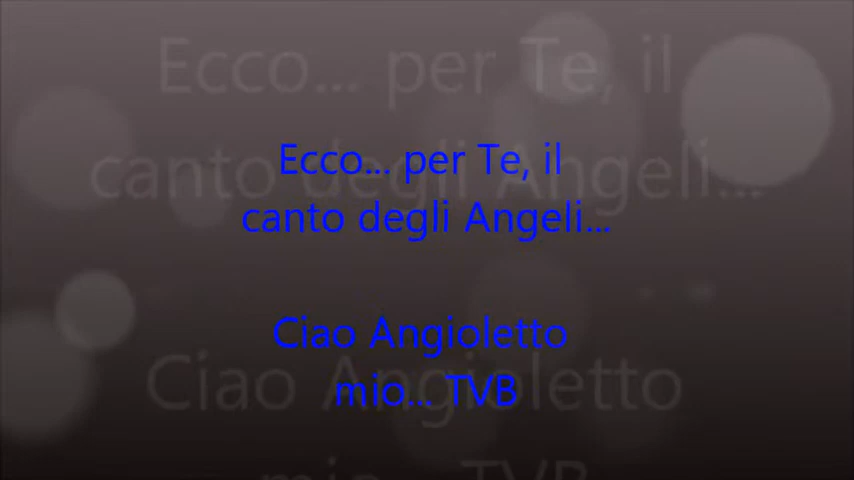 Ecco... per Te, il
canto degli Angeli...
Ciao Angioletto
mio... TVB